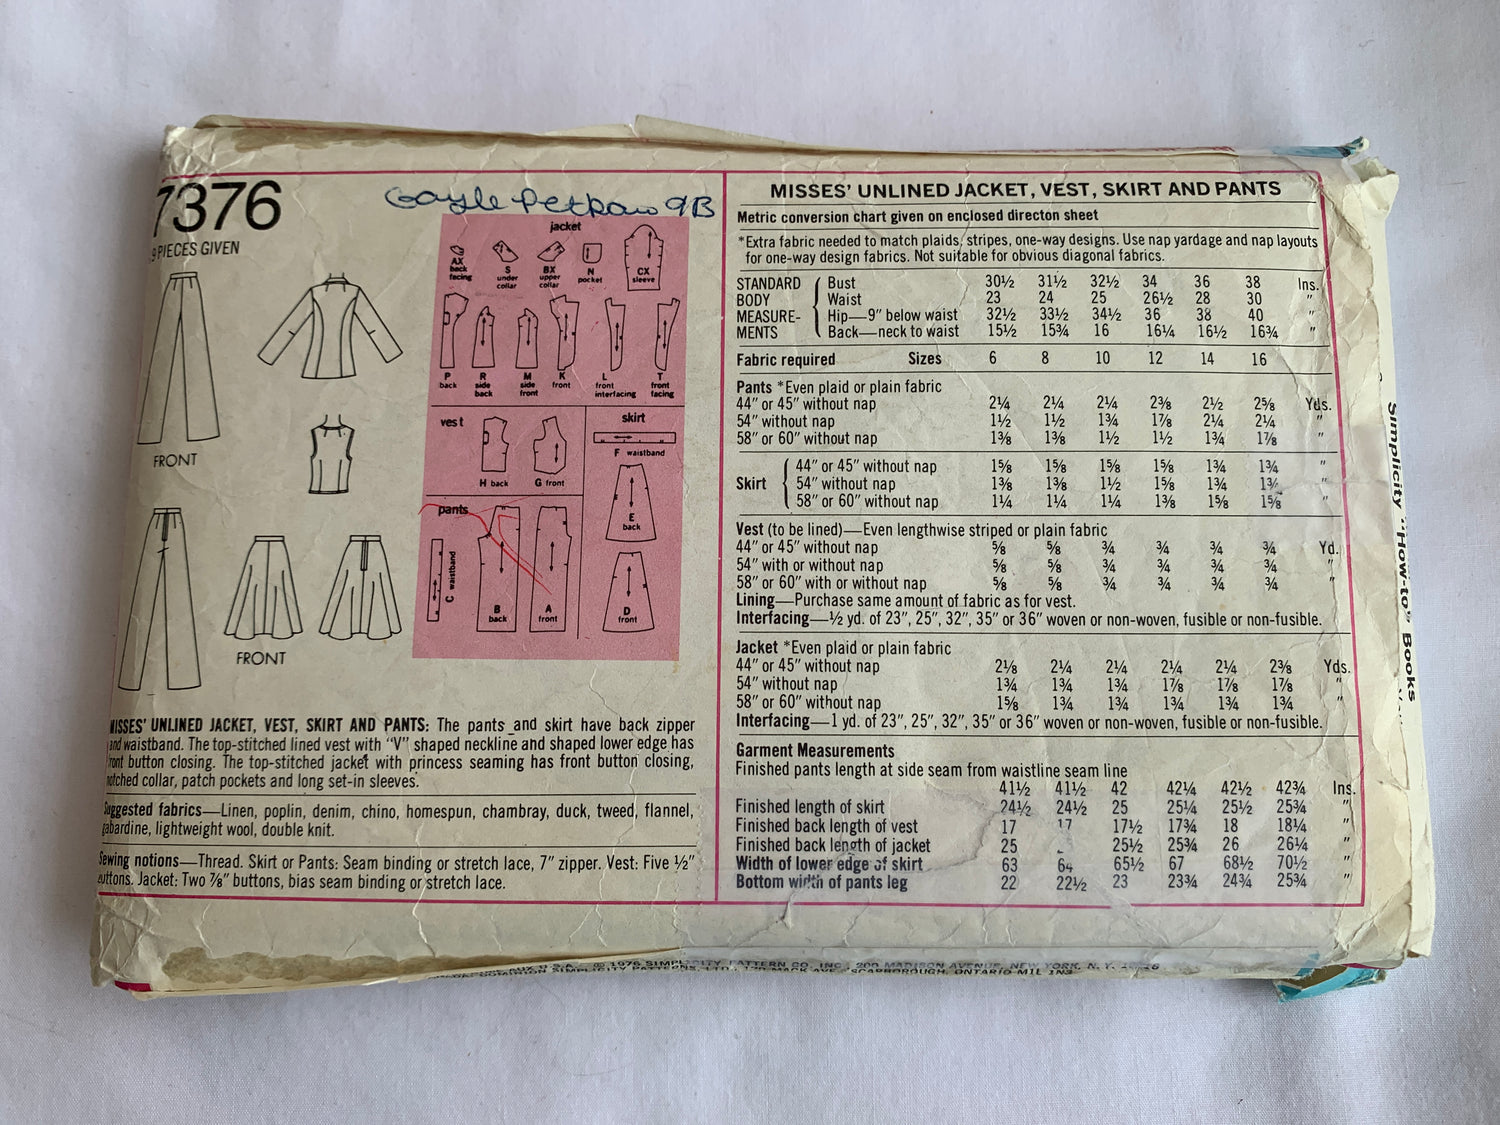 7376
9 PIECES GIVEN
Gayle Petkau 9B
FRONT
FRONT
jacket
AX back facing
S under collar
BX upper collar
N pocket
CX sleeve
P back
R side back
M side front
K front
L front interfacing
T front facing
vest
H back
G front
skirt
F waistband
E back
D front
pants
C waistband
B back
A front
MISSES' UNLINED JACKET, VEST, SKIRT AND PANTS: The pants and skirt have back zipper
and waistband. The top-stitched lined vest with "V" shaped neckline and shaped lower edge has
front button closing. The top-stitched jacket with princess seaming has front button closing,
notched collar, patch pockets and long set-in sleeves.
Suggested fabrics—Linen, poplin, denim, chino, homespun, chambray, duck, tweed, flannel,
gabardine, lightweight wool, double knit.
Sewing notions—Thread. Skirt or Pants: Seam binding or stretch lace, 7" zipper. Vest: Five ½"
buttons. Jacket: Two ⅞" buttons, bias seam binding or stretch lace.
MISSES' UNLINED JACKET, VEST, SKIRT AND PANTS
Metric conversion chart given on enclosed directon sheet
*Extra fabric needed to match plaids, stripes, one-way designs. Use nap yardage and nap layouts
for one-way design fabrics. Not suitable for obvious diagonal fabrics.
STANDARD Bust 30½ 31½ 32½ 34 36 38 Ins.
BODY Waist 23 24 25 26½ 28 30 "
MEASURE- Hip—9" below waist 32½ 33½ 34½ 36 38 40 "
MENTS Back—neck to waist 15½ 15¾ 16 16¼ 16½ 16¾ "
Fabric required Sizes 6 8 10 12 14 16
Pants *Even plaid or plain fabric
44" or 45" without nap 2¼ 2¼ 2¼ 2⅜ 2½ 2⅝ Yds.
54" without nap 1½ 1½ 1¾ 1⅞ 2¼ 2¼ "
58" or 60" without nap 1⅜ 1⅜ 1½ 1½ 1¾ 1⅞ "
44" or 45" without nap 1⅝ 1⅝ 1⅝ 1⅝ 1¾ 1¾ "
Skirt 54" without nap 1⅜ 1⅜ 1½ 1⅝ 1¾ "
58" or 60" without nap 1¼ 1¼ 1¼ 1⅜ 1⅝ 1⅝ "
Vest (to be lined)—Even lengthwise striped or plain fabric
44" or 45" without nap ⅝ ⅝ ¾ ¾ ¾ ¾ Yd.
54" with or without nap ⅝ ⅝ ¾ ¾ ¾ ¾ "
58" or 60" with or without nap ⅝ ⅝ ¾ ¾ ¾ ¾ "
Lining—Purchase same amount of fabric as for vest.
Interfacing—½ yd. of 23", 25", 32", 35" or 36" woven or non-woven, fusible or non-fusible.
Jacket *Even plaid or plain fabric
44" or 45" without nap 2⅛ 2¼ 2¼ 2¼ 2¼ 2⅜ Yds.
54" without nap 1¾ 1¾ 1¾ 1⅞ 1⅞ 1⅞ "
58" or 60" without nap 1⅝ 1¾ 1¾ 1¾ 1¾ 1¾ "
Interfacing—1 yd. of 23", 25", 32", 35" or 36" woven or non-woven, fusible or non-fusible.
Garment Measurements
Finished pants length at side seam from waistline seam line
41½ 41½ 42 42¼ 42½ 42¾ Ins.
Finished length of skirt 24½ 24½ 25 25¼ 25½ 25¾ "
Finished back length of vest 17 17 17½ 17¾ 18 18¼ "
Finished back length of jacket 25 25½ 25¾ 26 26¼ "
Width of lower edge of skirt 63 64 65½ 67 68½ 70½ "
Bottom width of pants leg 22 22½ 23 23¾ 24¾ 25¾ "
Simplicity "How-to" Books
© 1976 SIMPLICITY PATTERN CO. INC. 200 MADISON AVENUE, NEW YORK, N.Y.
DOMINION SIMPLICITY PATTERNS, LTD., MACK AVE. SCARBOROUGH, ONTARIO M1L 1N3